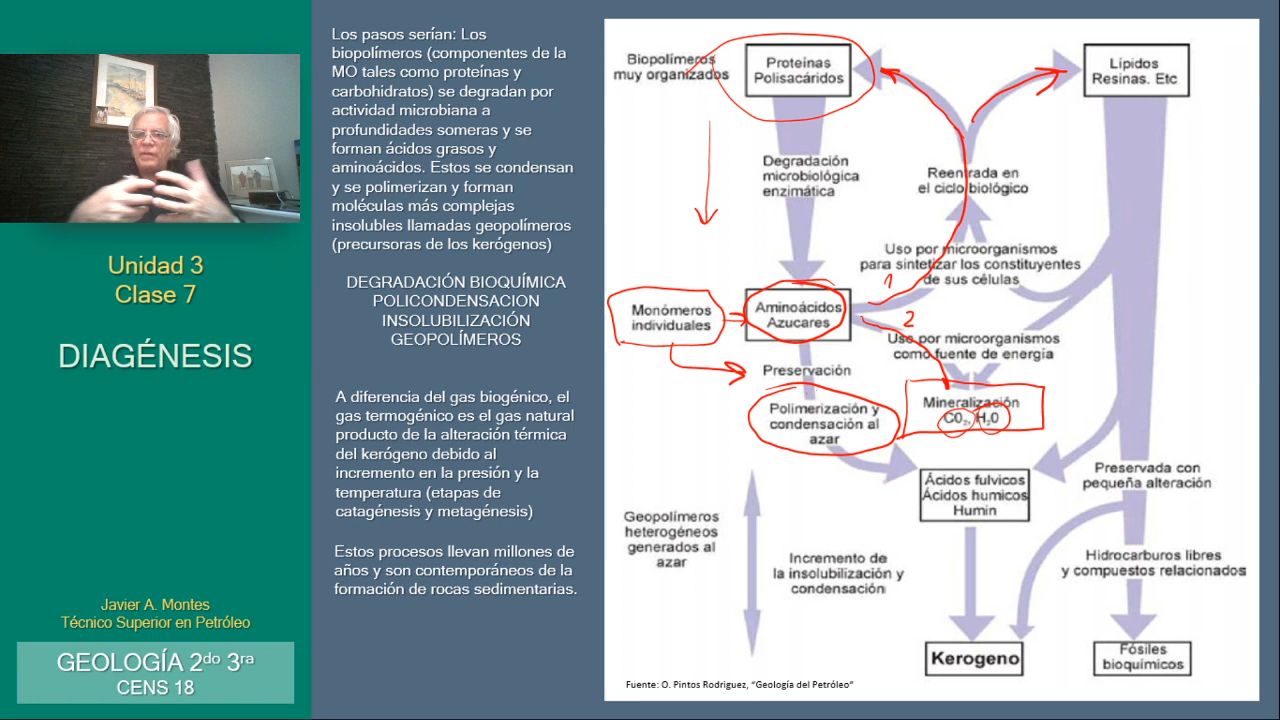 Unidad 3
Clase 7
DIAGÉNESIS
Javier A. Montes
Técnico Superior en Petróleo
GEOLOGÍA 2do 3ra
CENS 18
Los pasos serían: Los
biopolímeros (componentes de la
MO tales como proteínas y
carbohidratos) se degradan por
actividad microbiana a
profundidades someras y se
forman ácidos grasos y
aminoácidos. Estos se condensan
y se polimerizan y forman
moléculas más complejas
insolubles llamadas geopolímeros
(precursoras de los kerógenos)
DEGRADACIÓN BIOQUÍMICA
POLICONDENSACION
INSOLUBILIZACIÓN
GEOPOLÍMEROS
A diferencia del gas biogénico, el
gas termogénico es el gas natural
producto de la alteración térmica
del kerógeno debido al
incremento en la presión y la
temperatura (etapas de
catagénesis y metagénesis)
Estos procesos llevan millones de
años y son contemporáneos de la
formación de rocas sedimentarias.
Biopolímeros
muy organizados
Proteínas
Polisacáridos
Lípidos
Resinas. Etc
Degradación
microbiológica
enzimática
Reentrada en
el ciclo biológico
Uso por microorganismos
para sintetizar los constituyentes
de sus células
1
Monómeros
individuales
Aminoácidos
Azucares
2
Uso por microorganismos
como fuente de energía
Preservación
Polimerización y
condensación al
azar
Mineralización
CO2, H2O
Ácidos fulvicos
Ácidos humicos
Humin
Preservada con
pequeña alteración
Geopolímeros
heterogéneos
generados al
azar
Incremento de
la insolubilización y
condensación
Hidrocarburos libres
y compuestos relacionados
Kerogeno
Fósiles
bioquímicos
Fuente: O. Pintos Rodriguez, “Geología del Petróleo”